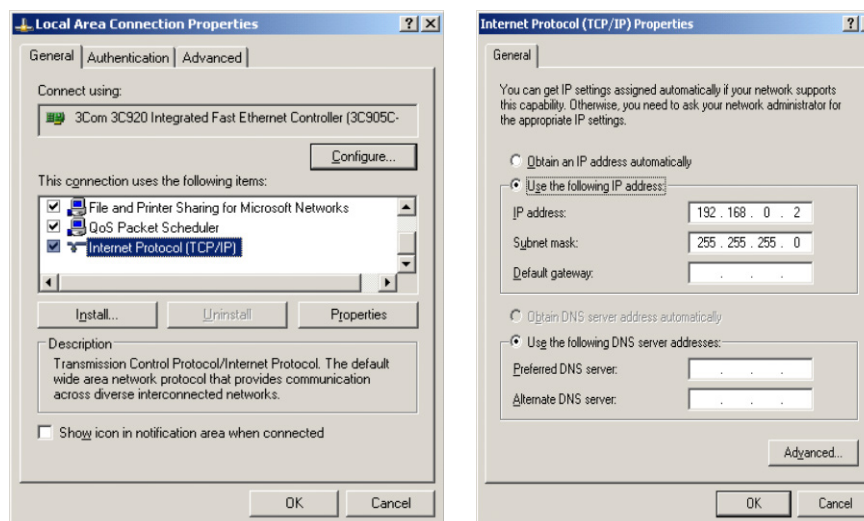 Local Area Connection Properties
General
Authentication
Advanced
Connect using:
3Com 3C920 Integrated Fast Ethernet Controller (3C905C-
Configure...
This connection uses the following items:
File and Printer Sharing for Microsoft Networks
QoS Packet Scheduler
Internet Protocol (TCP/IP)
Install...
Uninstall
Properties
Description
Transmission Control Protocol/Internet Protocol. The default
wide area network protocol that provides communication
across diverse interconnected networks.
Show icon in notification area when connected
OK
Cancel
Internet Protocol (TCP/IP) Properties
General
You can get IP settings assigned automatically if your network supports
this capability. Otherwise, you need to ask your network administrator for
the appropriate IP settings.
Obtain an IP address automatically
Use the following IP address:
IP address:
192 . 168 . 0 . 2
Subnet mask:
255 . 255 . 255 . 0
Default gateway:
. . .
Obtain DNS server address automatically
Use the following DNS server addresses:
Preferred DNS server:
. . .
Alternate DNS server:
. . .
Advanced...
OK
Cancel